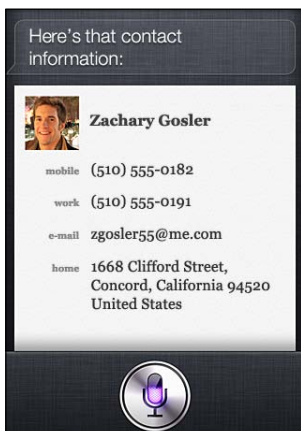 Here's that contact
information:
Zachary Gosler
mobile (510) 555-0182
work (510) 555-0191
e-mail zgosler55@me.com
home 1668 Clifford Street,
Concord, California 94520
United States